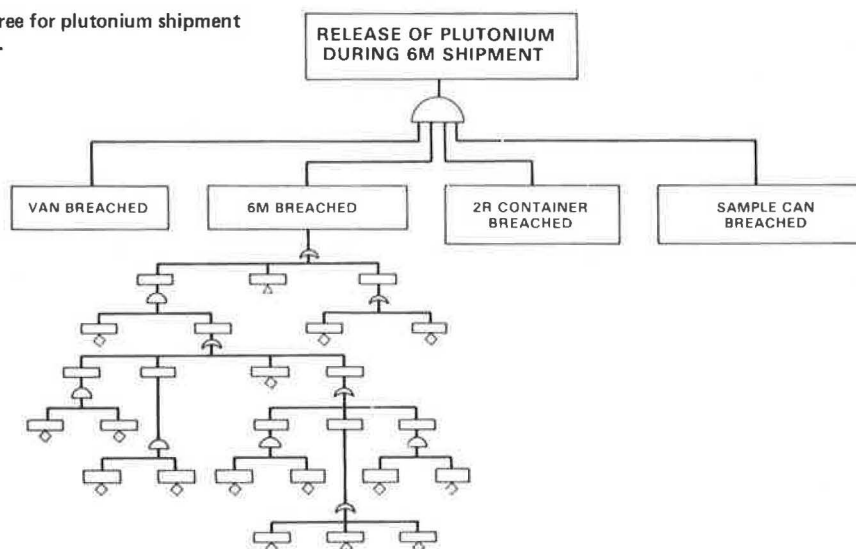 ree for plutonium shipment
RELEASE OF PLUTONIUM
DURING 6M SHIPMENT
VAN BREACHED
6M BREACHED
2R CONTAINER
BREACHED
SAMPLE CAN
BREACHED